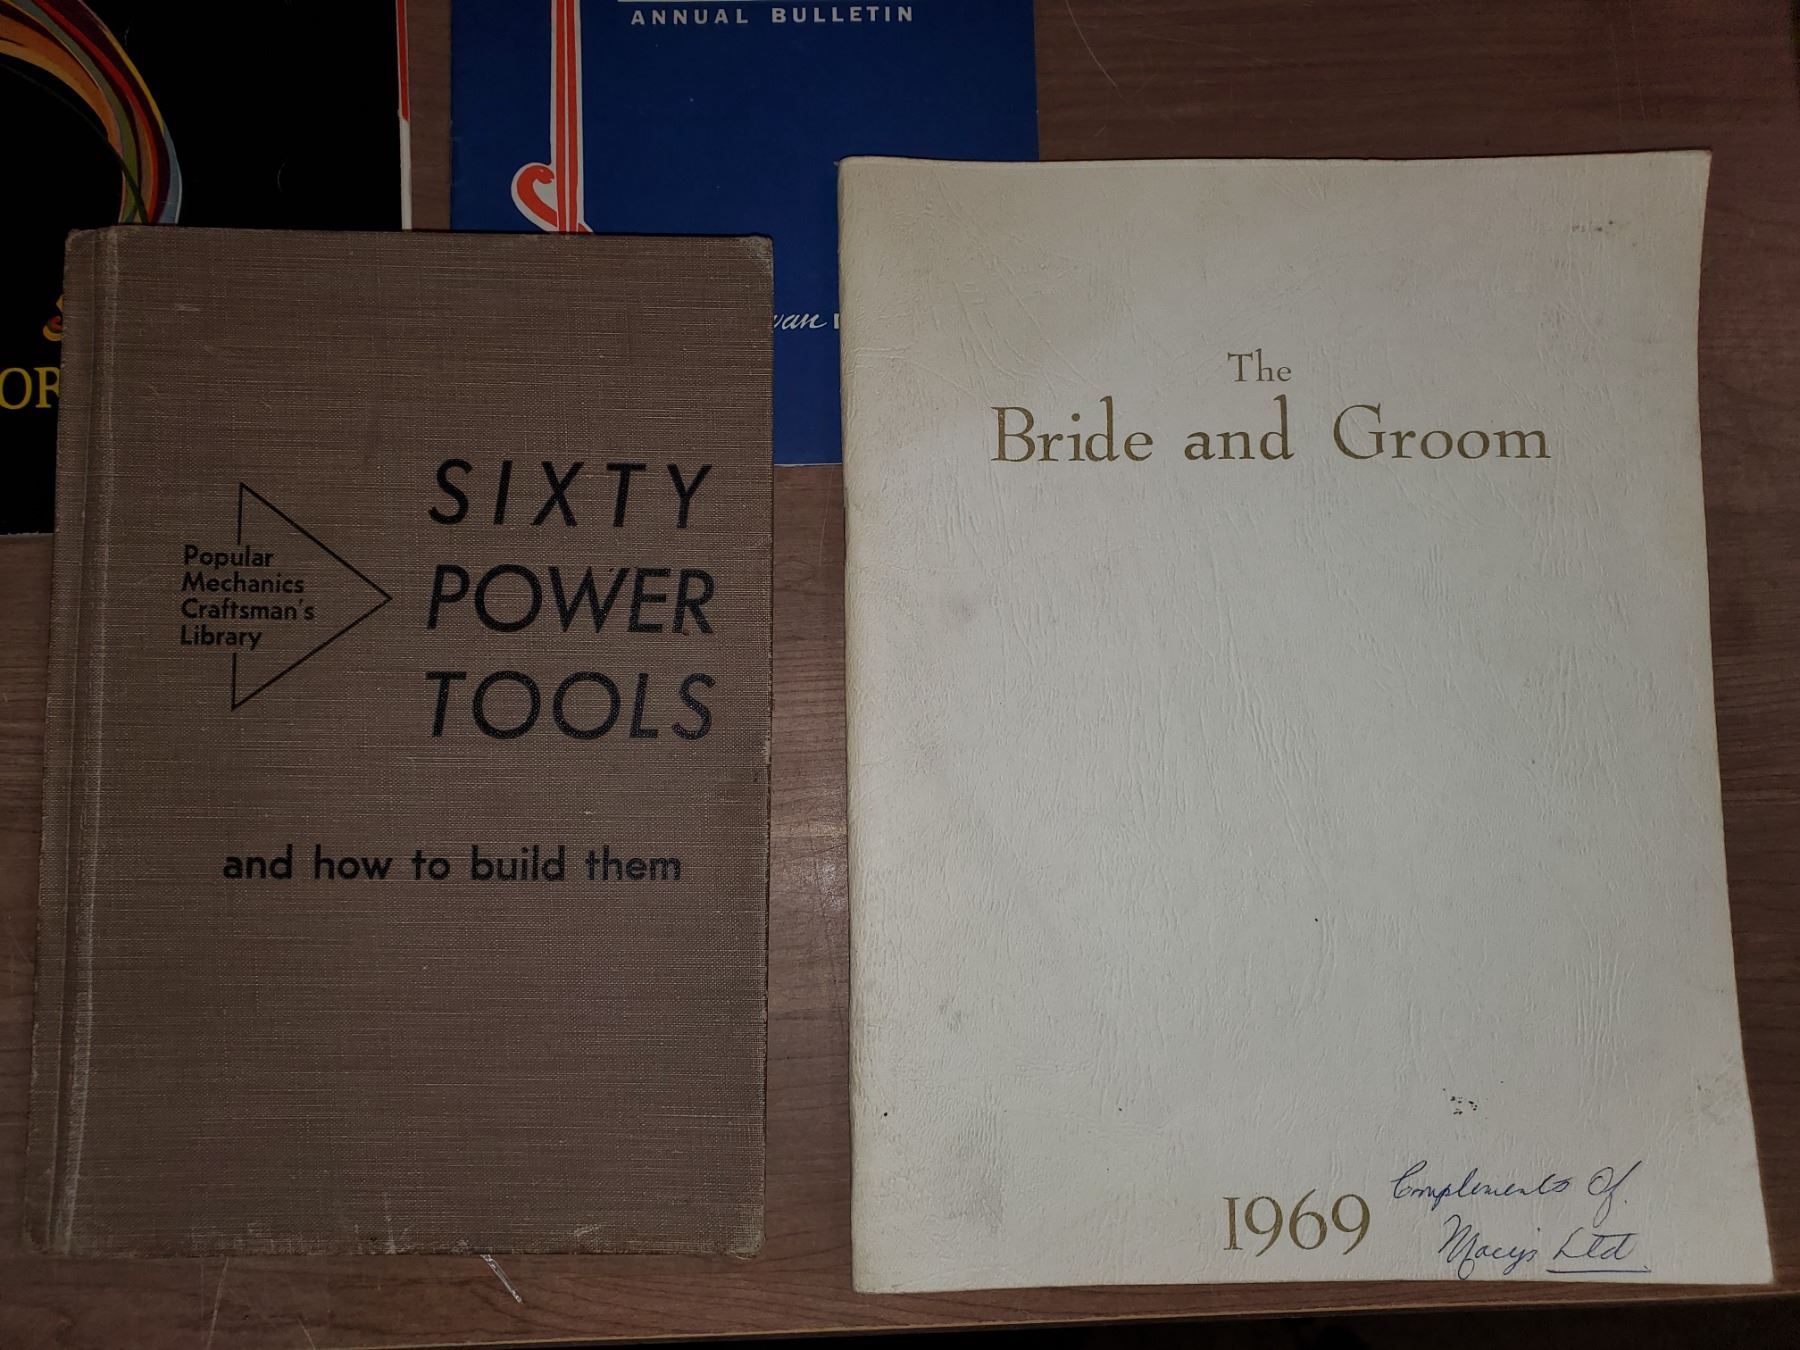 ANNUAL BULLETIN
OR
van
Popular
Mechanics
Craftsman's
Library
SIXTY
POWER
TOOLS
and how to build them
The
Bride and Groom
1969
Compliments Of.
Macy's Ltd.